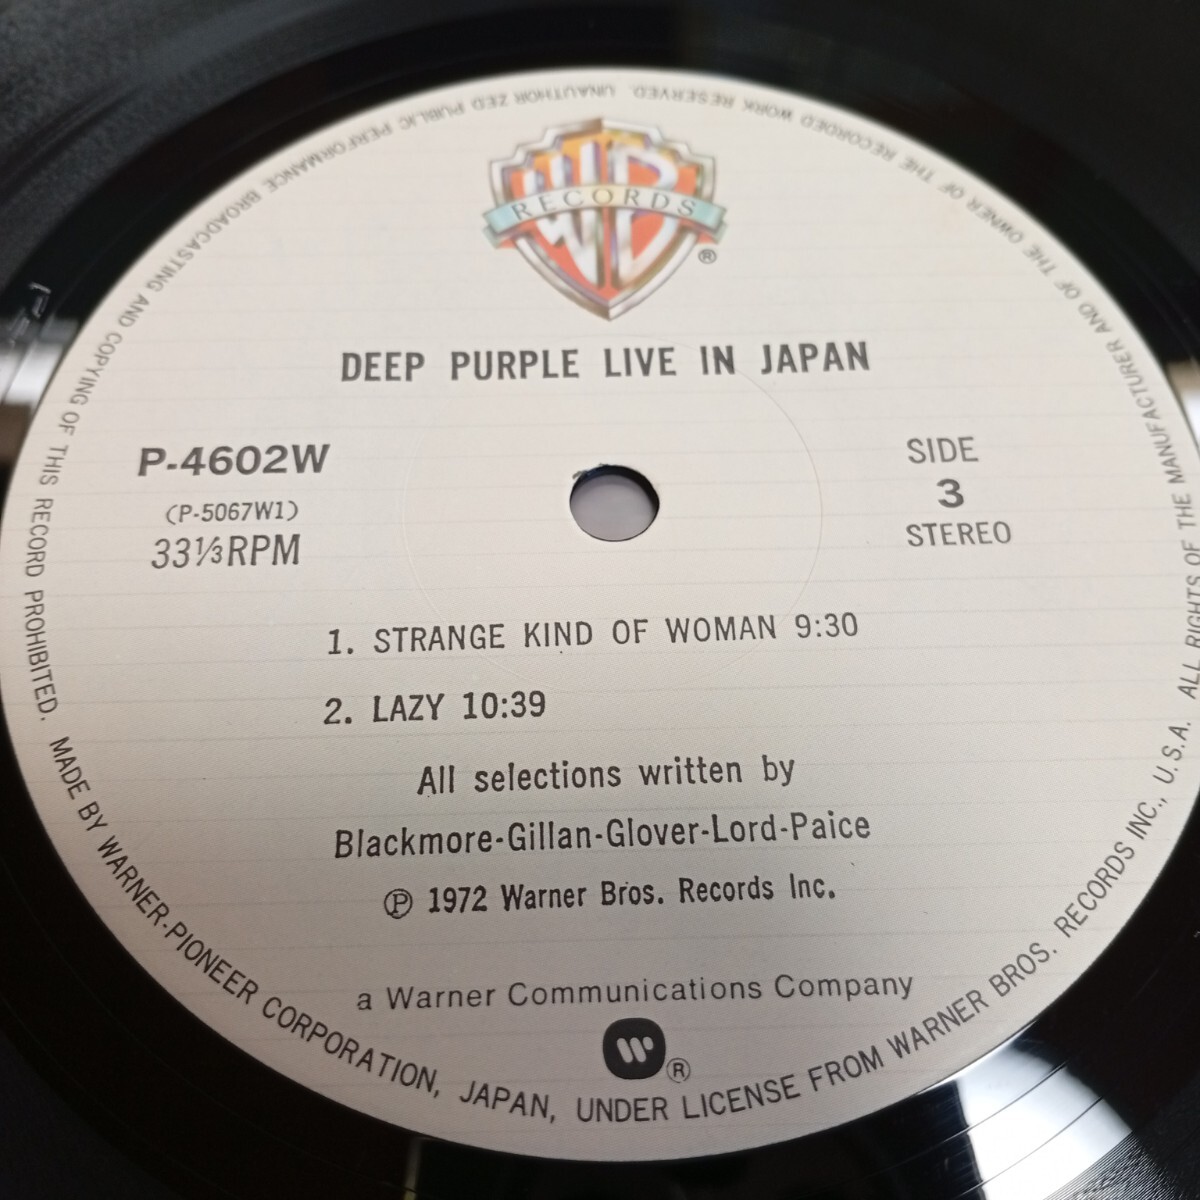 WB
RECORDS
®
DEEP PURPLE LIVE IN JAPAN
P-4602W
(P-5067W1)
33⅓RPM
SIDE
3
STEREO
1. STRANGE KIND OF WOMAN 9:30
2. LAZY 10:39
All selections written by
Blackmore-Gillan-Glover-Lord-Paice
Ⓟ 1972 Warner Bros. Records Inc.
a Warner Communications Company
®
MADE BY WARNER-PIONEER CORPORATION, JAPAN, UNDER LICENSE FROM WARNER BROS. RECORDS INC., U.S.A. ALL RIGHTS OF THE MANUFACTURER AND OF THE OWNER OF THE RECORDED WORK RESERVED. UNAUTHORIZED PUBLIC PERFORMANCE BROADCASTING AND COPYING OF THIS RECORD PROHIBITED.